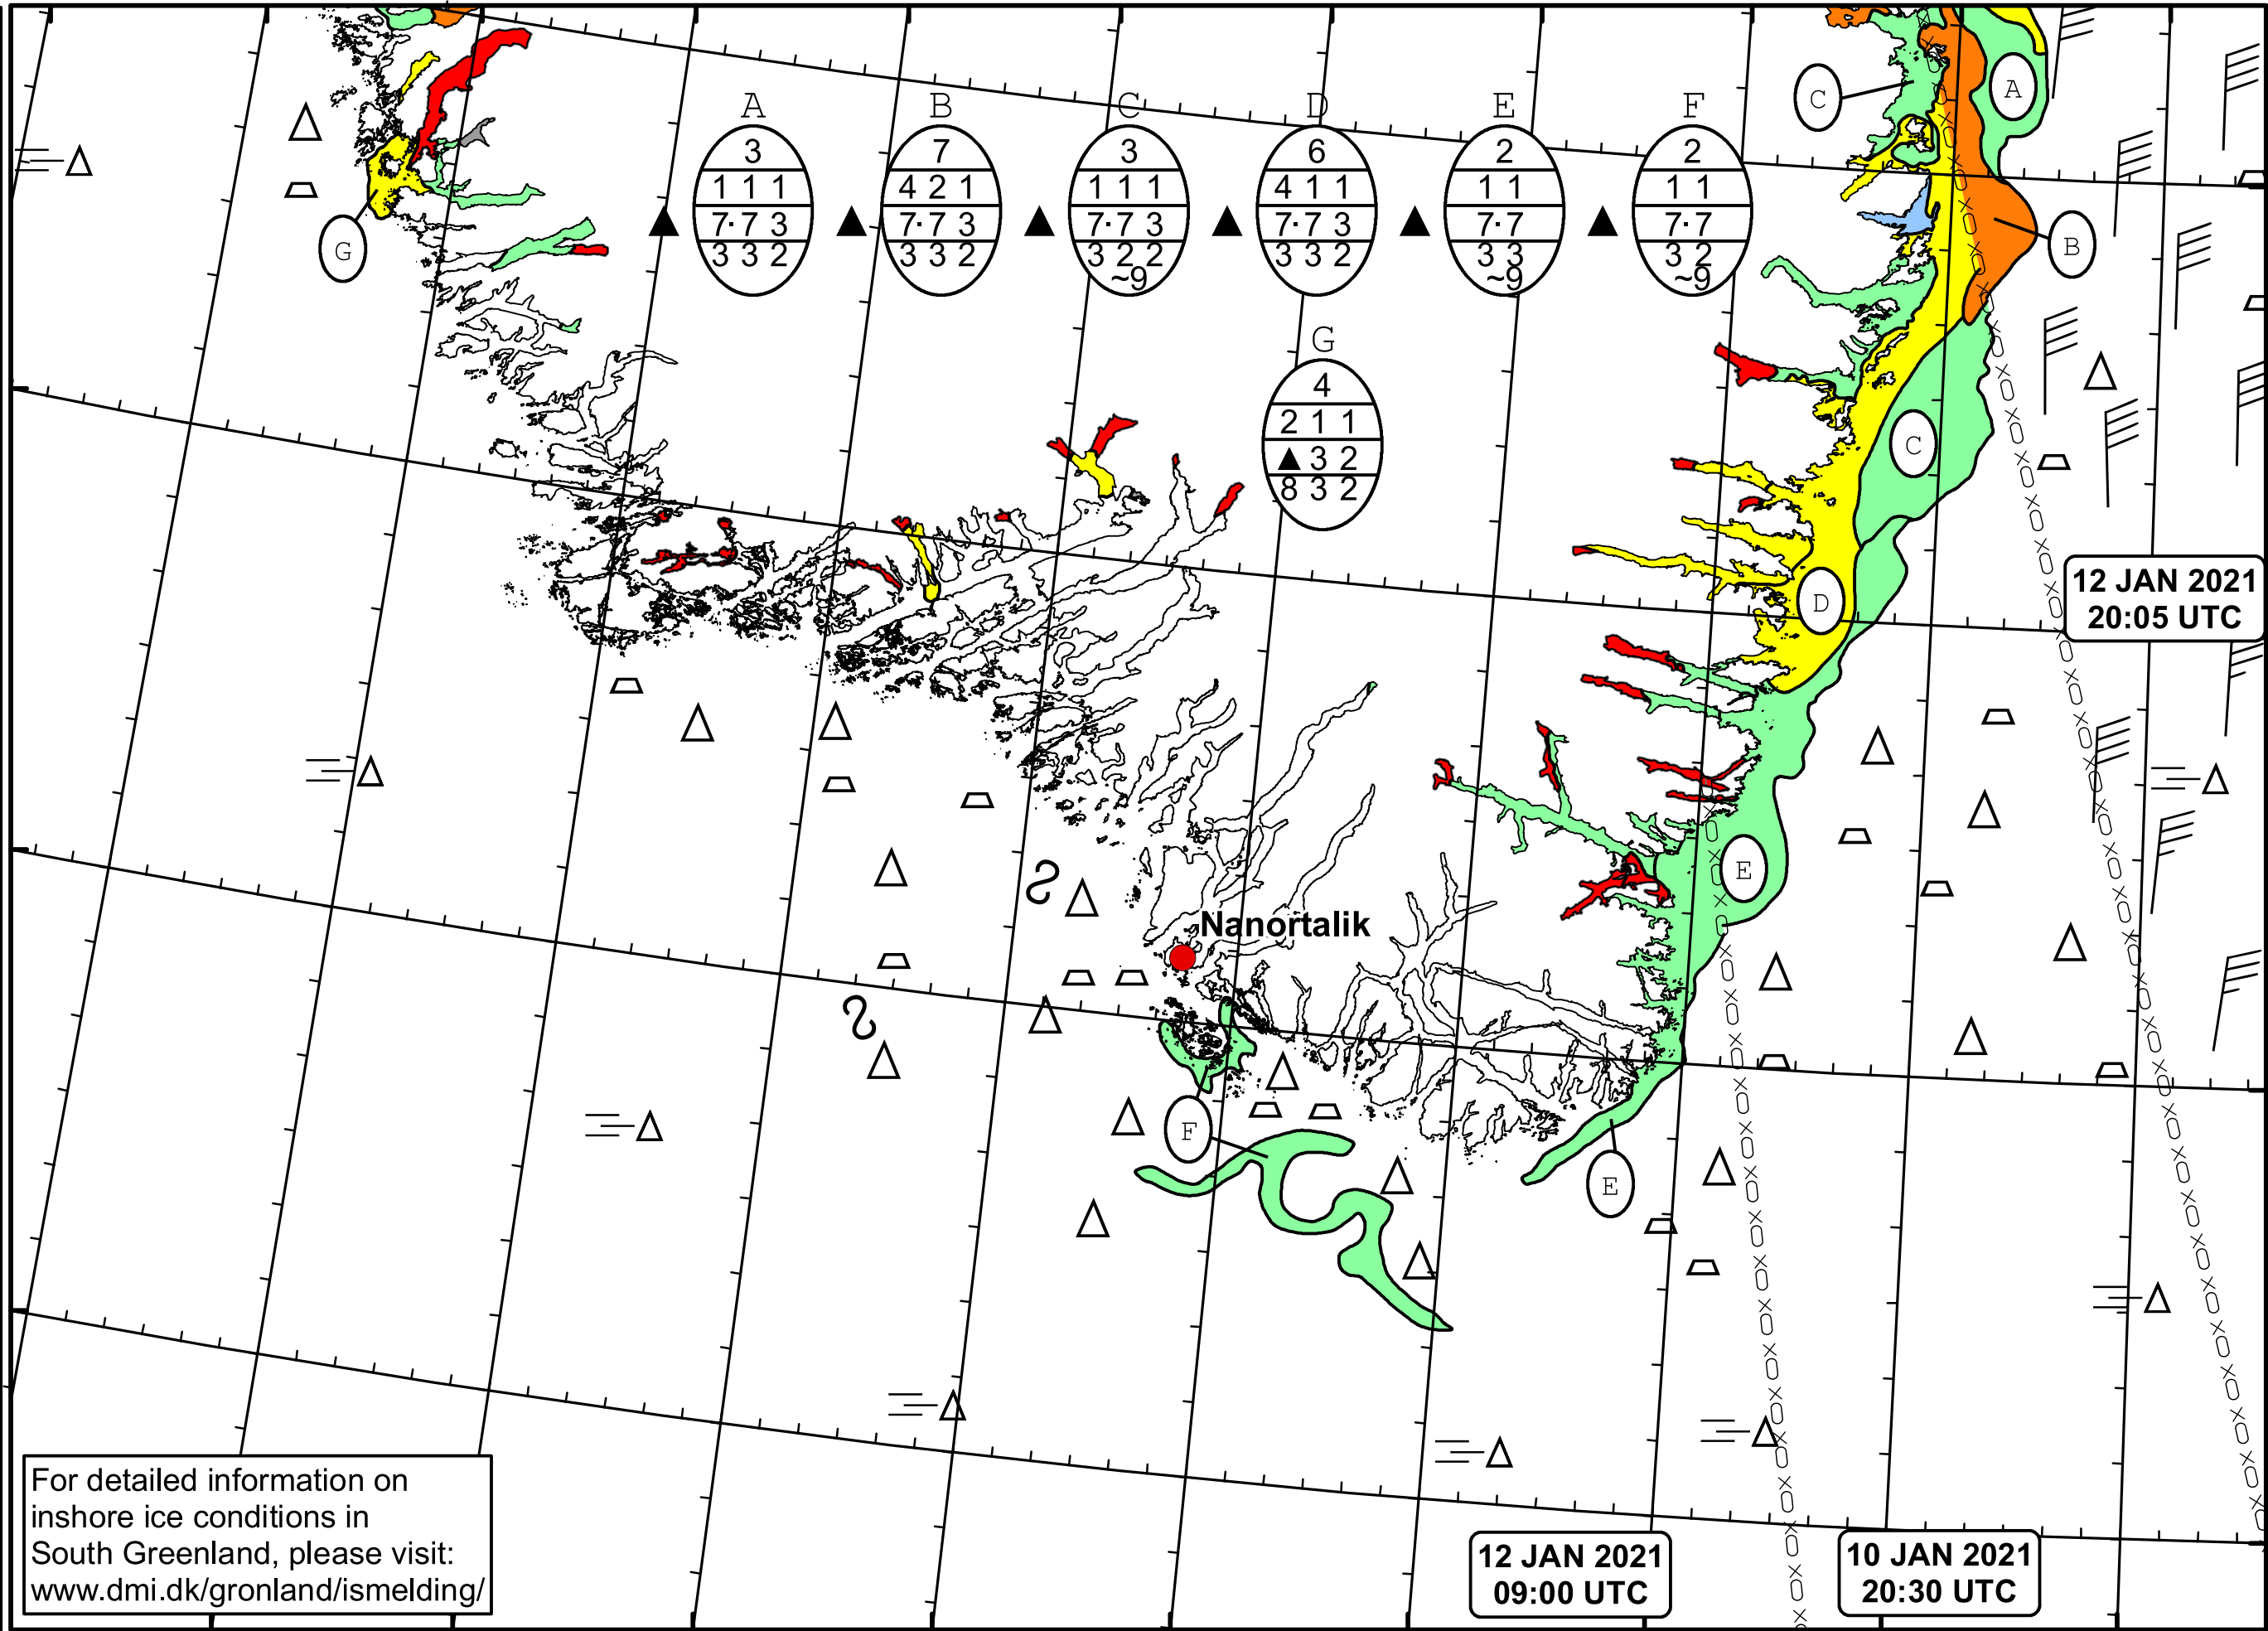 A B C D E F
3 7 3 6 2 2
1 1 1 4 2 1 1 1 1 4 1 1 1 1 1 1
7· 7 3 7· 7 3 7· 7 3 7· 7 3 7· 7 7· 7
3 3 2 3 3 2 3 2 2 3 3 2 3 3 3 2
~9 ~9 ~9
C A
G B
G
4
2 1 1
▲ 3 2
8 3 2
C
D
12 JAN 2021
20:05 UTC
E
Nanortalik
F
E
For detailed information on
inshore ice conditions in
South Greenland, please visit:
www.dmi.dk/gronland/ismelding/
12 JAN 2021
09:00 UTC
10 JAN 2021
20:30 UTC